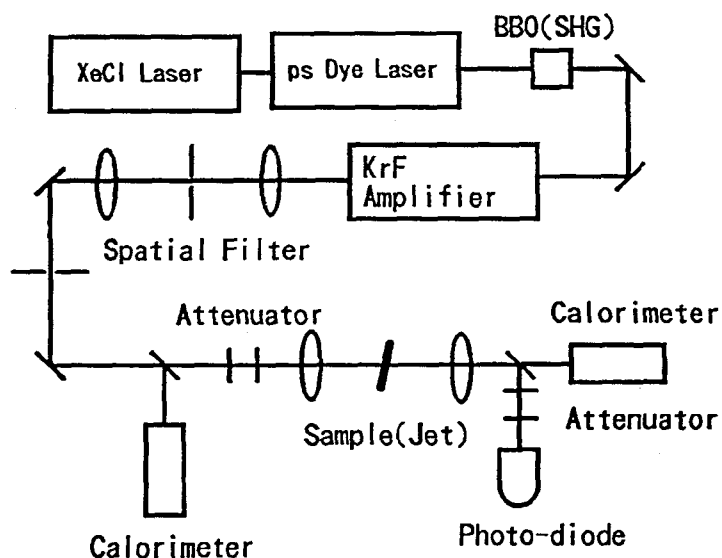 BBO(SHG)
XeCl Laser
ps Dye Laser
KrF
Amplifier
Spatial Filter
Attenuator
Calorimeter
Sample(Jet)
Attenuator
Photo-diode
Calorimeter